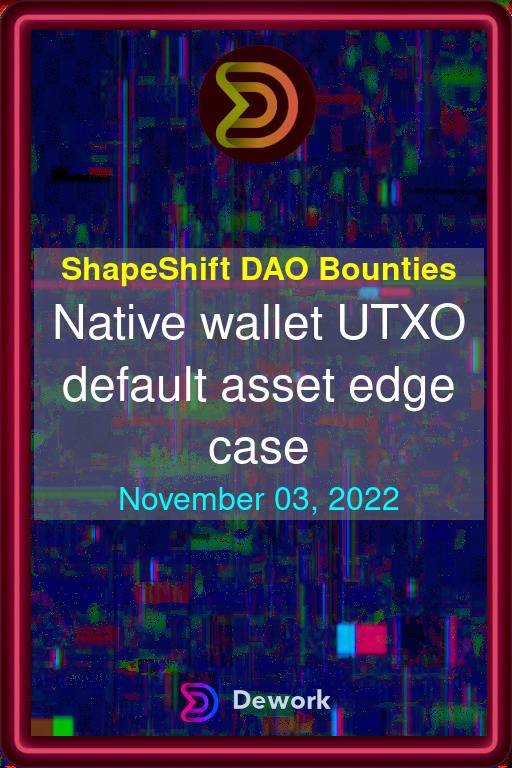 ShapeShift DAO Bounties
Native wallet UTXO
default asset edge
case
November 03, 2022
Dework